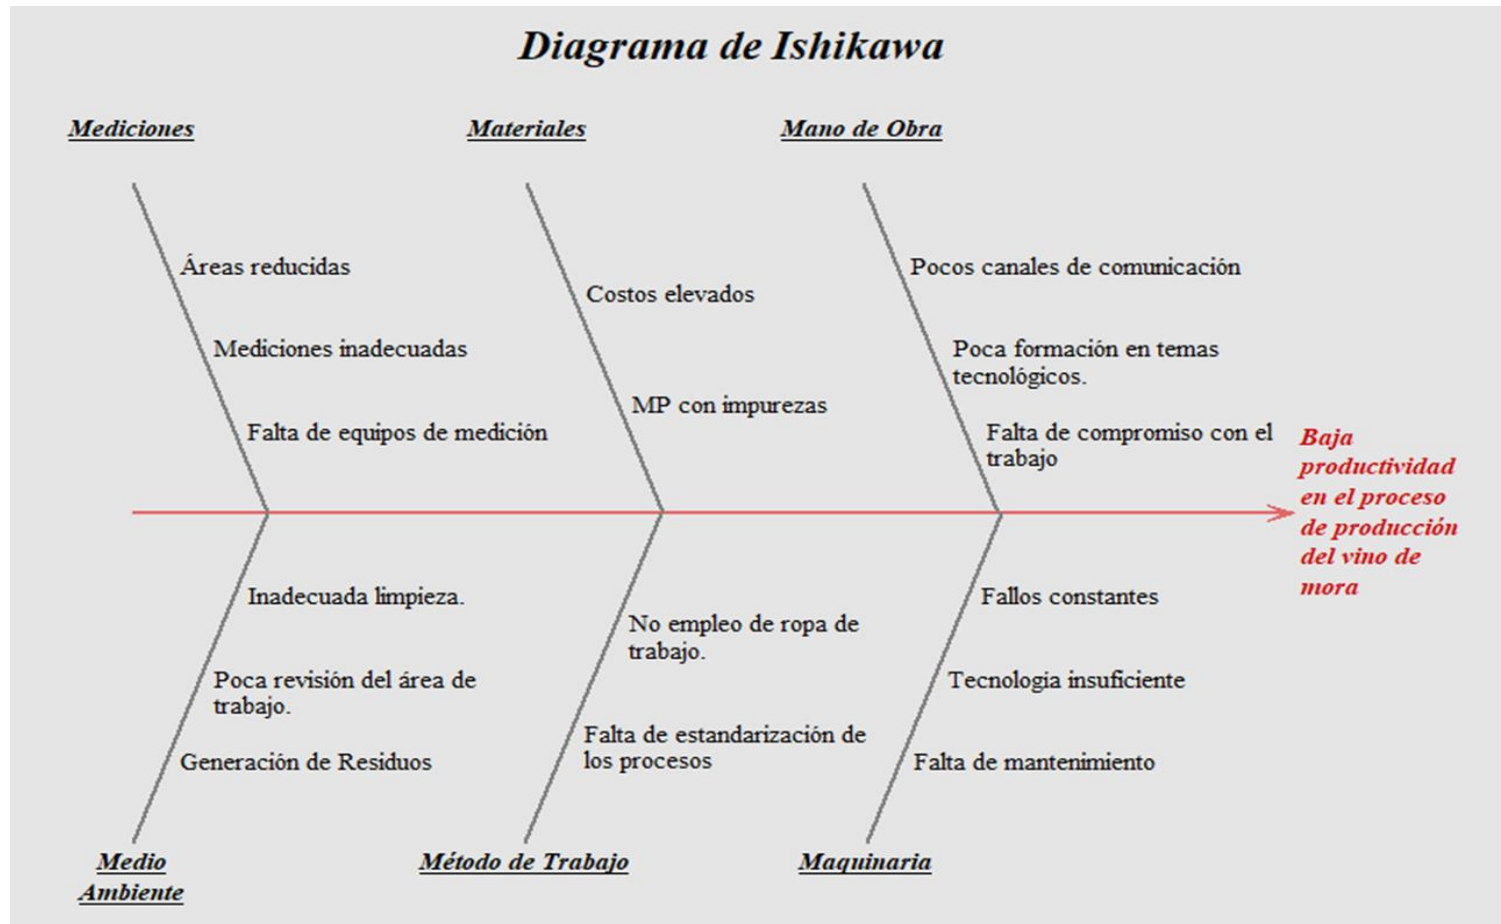 Diagrama de Ishikawa
Mediciones
Materiales
Mano de Obra
Áreas reducidas
Mediciones inadecuadas
Falta de equipos de medición
Costos elevados
MP con impurezas
Pocos canales de comunicación
Poca formación en temas
tecnológicos.
Falta de compromiso con el
trabajo
Baja
productividad
en el proceso
de producción
del vino de
mora
Inadecuada limpieza.
Poca revisión del área de
trabajo.
Generación de Residuos
No empleo de ropa de
trabajo.
Falta de estandarización de
los procesos
Fallos constantes
Tecnologia insuficiente
Falta de mantenimiento
Medio
Ambiente
Método de Trabajo
Maquinaria